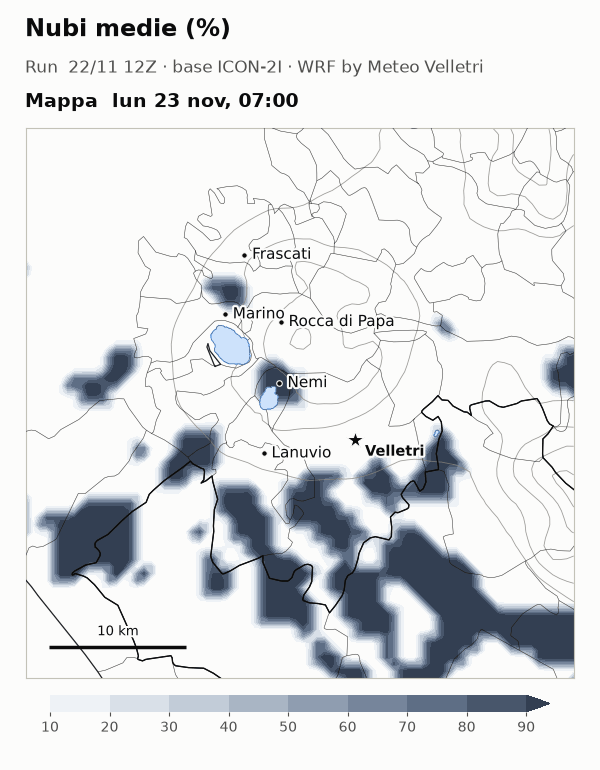 Nubi medie (%)
Run  22/11 12Z · base ICON-2I · WRF by Meteo Velletri
Mappa  lun 23 nov, 07:00
Frascati
Marino
Rocca di Papa
Nemi
Velletri
Lanuvio
10 km
10 20 30 40 50 60 70 80 90